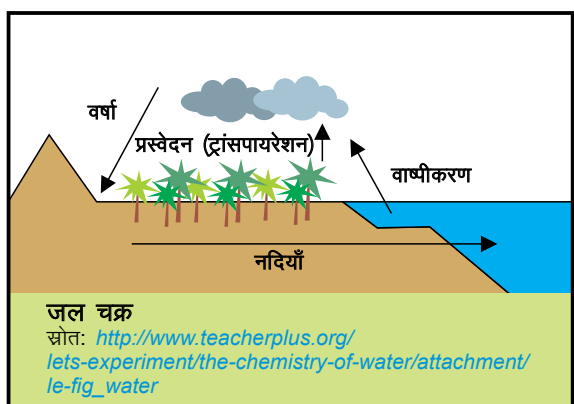 वर्षा
प्रस्वेदन (ट्रांसपायरेशन)
वाष्पीकरण
नदियाँ
जल चक्र
स्रोत: http://www.teacherplus.org/
lets-experiment/the-chemistry-of-water/attachment/
le-fig_water